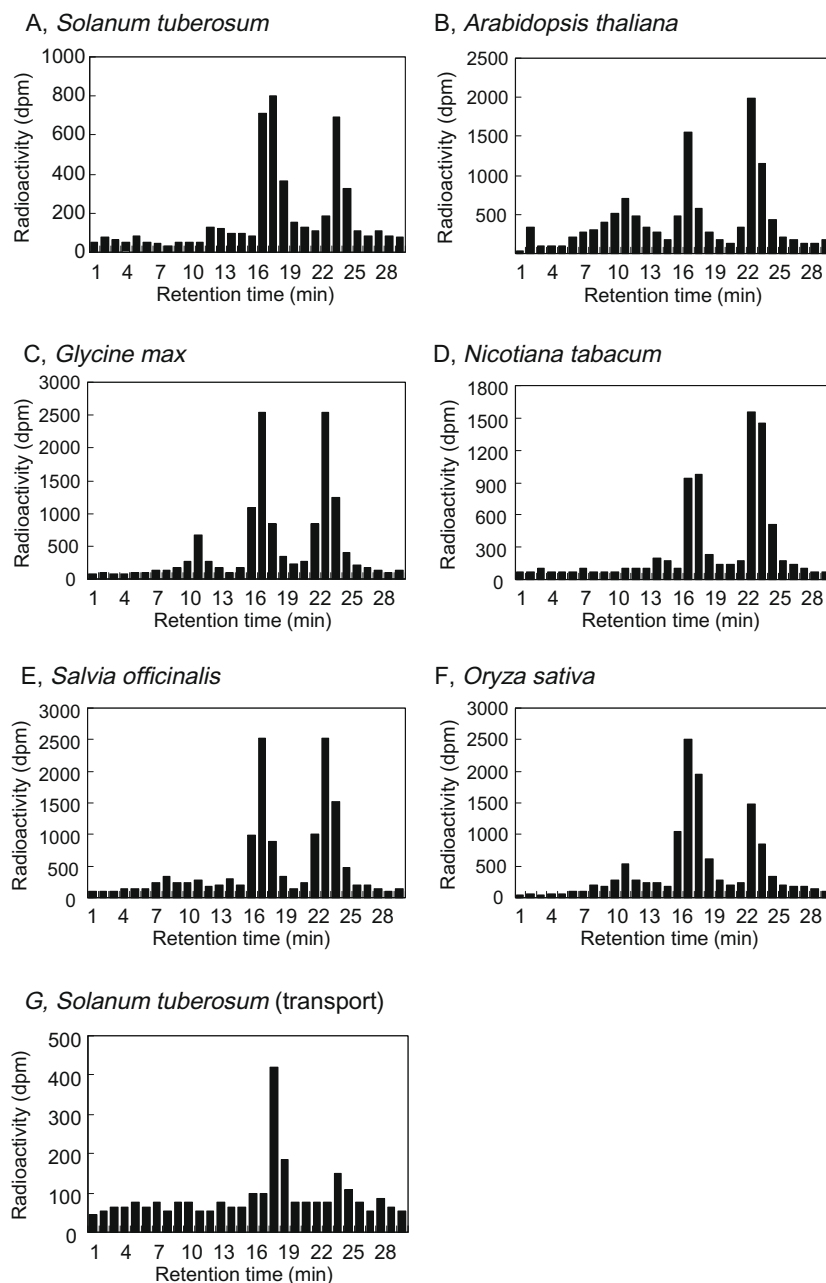 A, Solanum tuberosum
Radioactivity (dpm)
1000
800
600
400
200
0
1 4 7 10 13 16 19 22 25 28
Retention time (min)
B, Arabidopsis thaliana
Radioactivity (dpm)
2500
2000
1500
1000
500
1 4 7 10 13 16 19 22 25 28
Retention time (min)
C, Glycine max
Radioactivity (dpm)
3000
2500
2000
1500
1000
500
0
1 4 7 10 13 16 19 22 25 28
Retention time (min)
D, Nicotiana tabacum
Radioactivity (dpm)
1800
1500
1200
900
600
300
0
1 4 7 10 13 16 19 22 25 28
Retention time (min)
E, Salvia officinalis
Radioactivity (dpm)
3000
2500
2000
1500
1000
500
0
1 4 7 10 13 16 19 22 25 28
Retention time (min)
F, Oryza sativa
Radioactivity (dpm)
3000
2500
2000
1500
1000
500
0
1 4 7 10 13 16 19 22 25 28
Retention time (min)
G, Solanum tuberosum (transport)
Radioactivity (dpm)
500
400
300
200
100
0
1 4 7 10 13 16 19 22 25 28
Retention time (min)